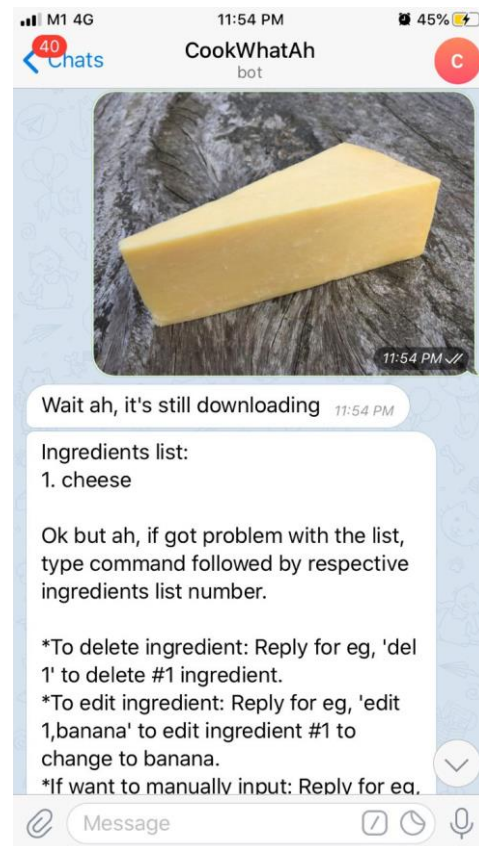 M1 4G 11:54 PM 45%
40
Chats CookWhatAh C
bot
11:54 PM
Wait ah, it's still downloading 11:54 PM
Ingredients list:
1. cheese
Ok but ah, if got problem with the list,
type command followed by respective
ingredients list number.
*To delete ingredient: Reply for eg, 'del
1' to delete #1 ingredient.
*To edit ingredient: Reply for eg, 'edit
1,banana' to edit ingredient #1 to
change to banana.
*If want to manually input: Reply for eg,
Message